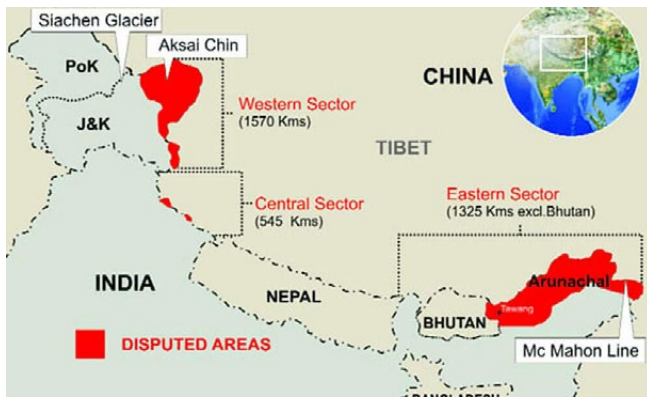 Siachen Glacier
Aksai Chin
PoK
CHINA
J&K
Western Sector
(1570 Kms)
TIBET
Central Sector
(545 Kms)
Eastern Sector
(1325 Kms excl.Bhutan)
INDIA
NEPAL
Arunachal
Tawang
BHUTAN
DISPUTED AREAS
Mc Mahon Line
BANGLADESH